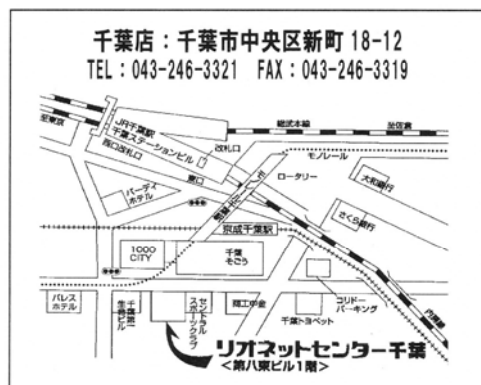 千葉店：千葉市中央区新町 18-12
TEL：043-246-3321　FAX：043-246-3319
至東京
JR千葉駅
千葉ステーションビル
西口改札口
改札口
総武本線
至佐倉
モノレール
ロータリー
東口
大和銀行
さくら銀行
パーティ
ホテル
京成千葉駅
1000
CITY
千葉
そごう
内房線
パレス
ホテル
千葉第一
生命ビル
セントラル
スポーツクラブ
商工中金
コリドー
パーキング
千葉トヨペット
リオネットセンター千葉
＜第八東ビル1階＞